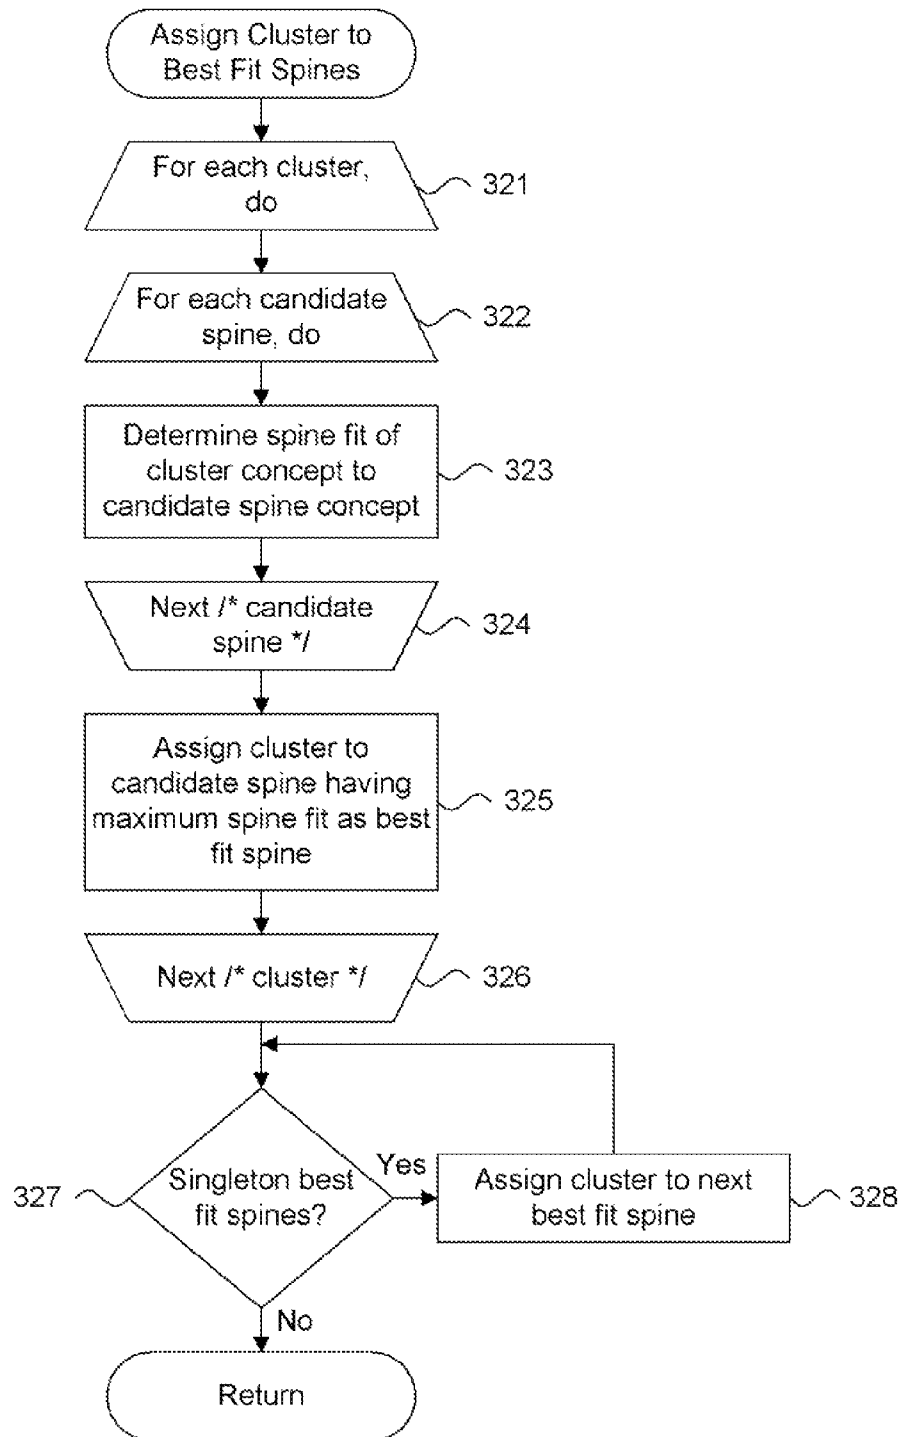 Assign Cluster to
Best Fit Spines
For each cluster,
do
321
For each candidate
spine, do
322
Determine spine fit of
cluster concept to
candidate spine concept
323
Next /* candidate
spine */
324
Assign cluster to
candidate spine having
maximum spine fit as best
fit spine
325
Next /* cluster */
326
327
Singleton best
fit spines?
Yes
Assign cluster to next
best fit spine
328
No
Return